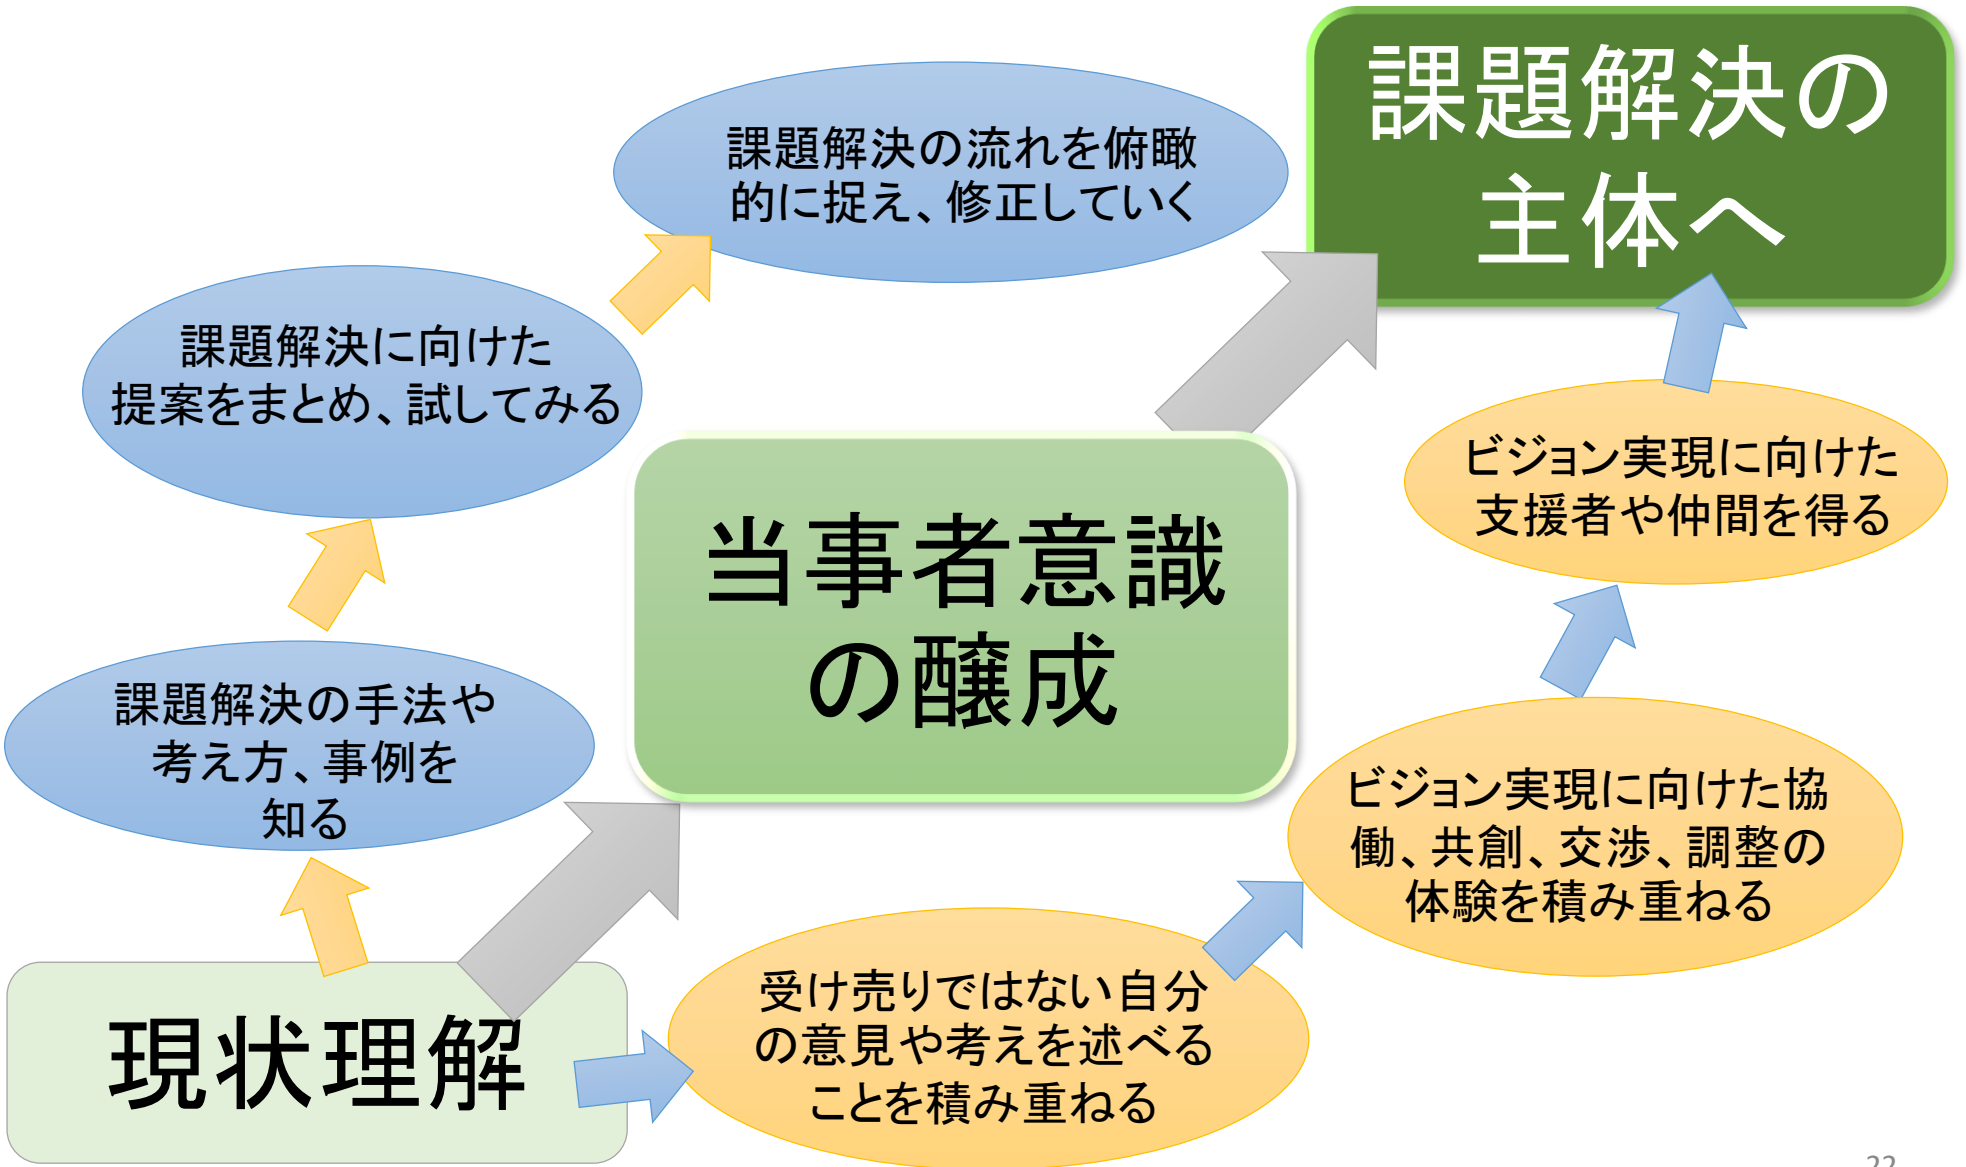 課題解決の
主体へ
課題解決の流れを俯瞰
的に捉え、修正していく
課題解決に向けた
提案をまとめ、試してみる
ビジョン実現に向けた
支援者や仲間を得る
当事者意識
の醸成
課題解決の手法や
考え方、事例を
知る
ビジョン実現に向けた協
働、共創、交渉、調整の
体験を積み重ねる
現状理解
受け売りではない自分
の意見や考えを述べる
ことを積み重ねる
22